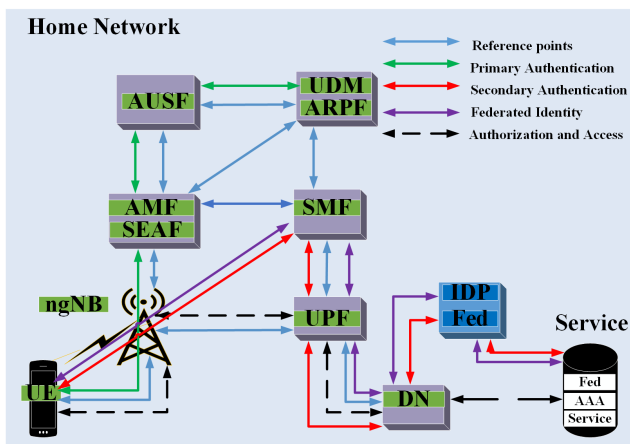 Home Network
Reference points
Primary Authentication
Secondary Authentication
Federated Identity
Authorization and Access
AUSF
UDM
ARPF
AMF
SEAF
SMF
ngNB
UPF
IDP
Fed
Service
UE
DN
Fed
AAA
Service